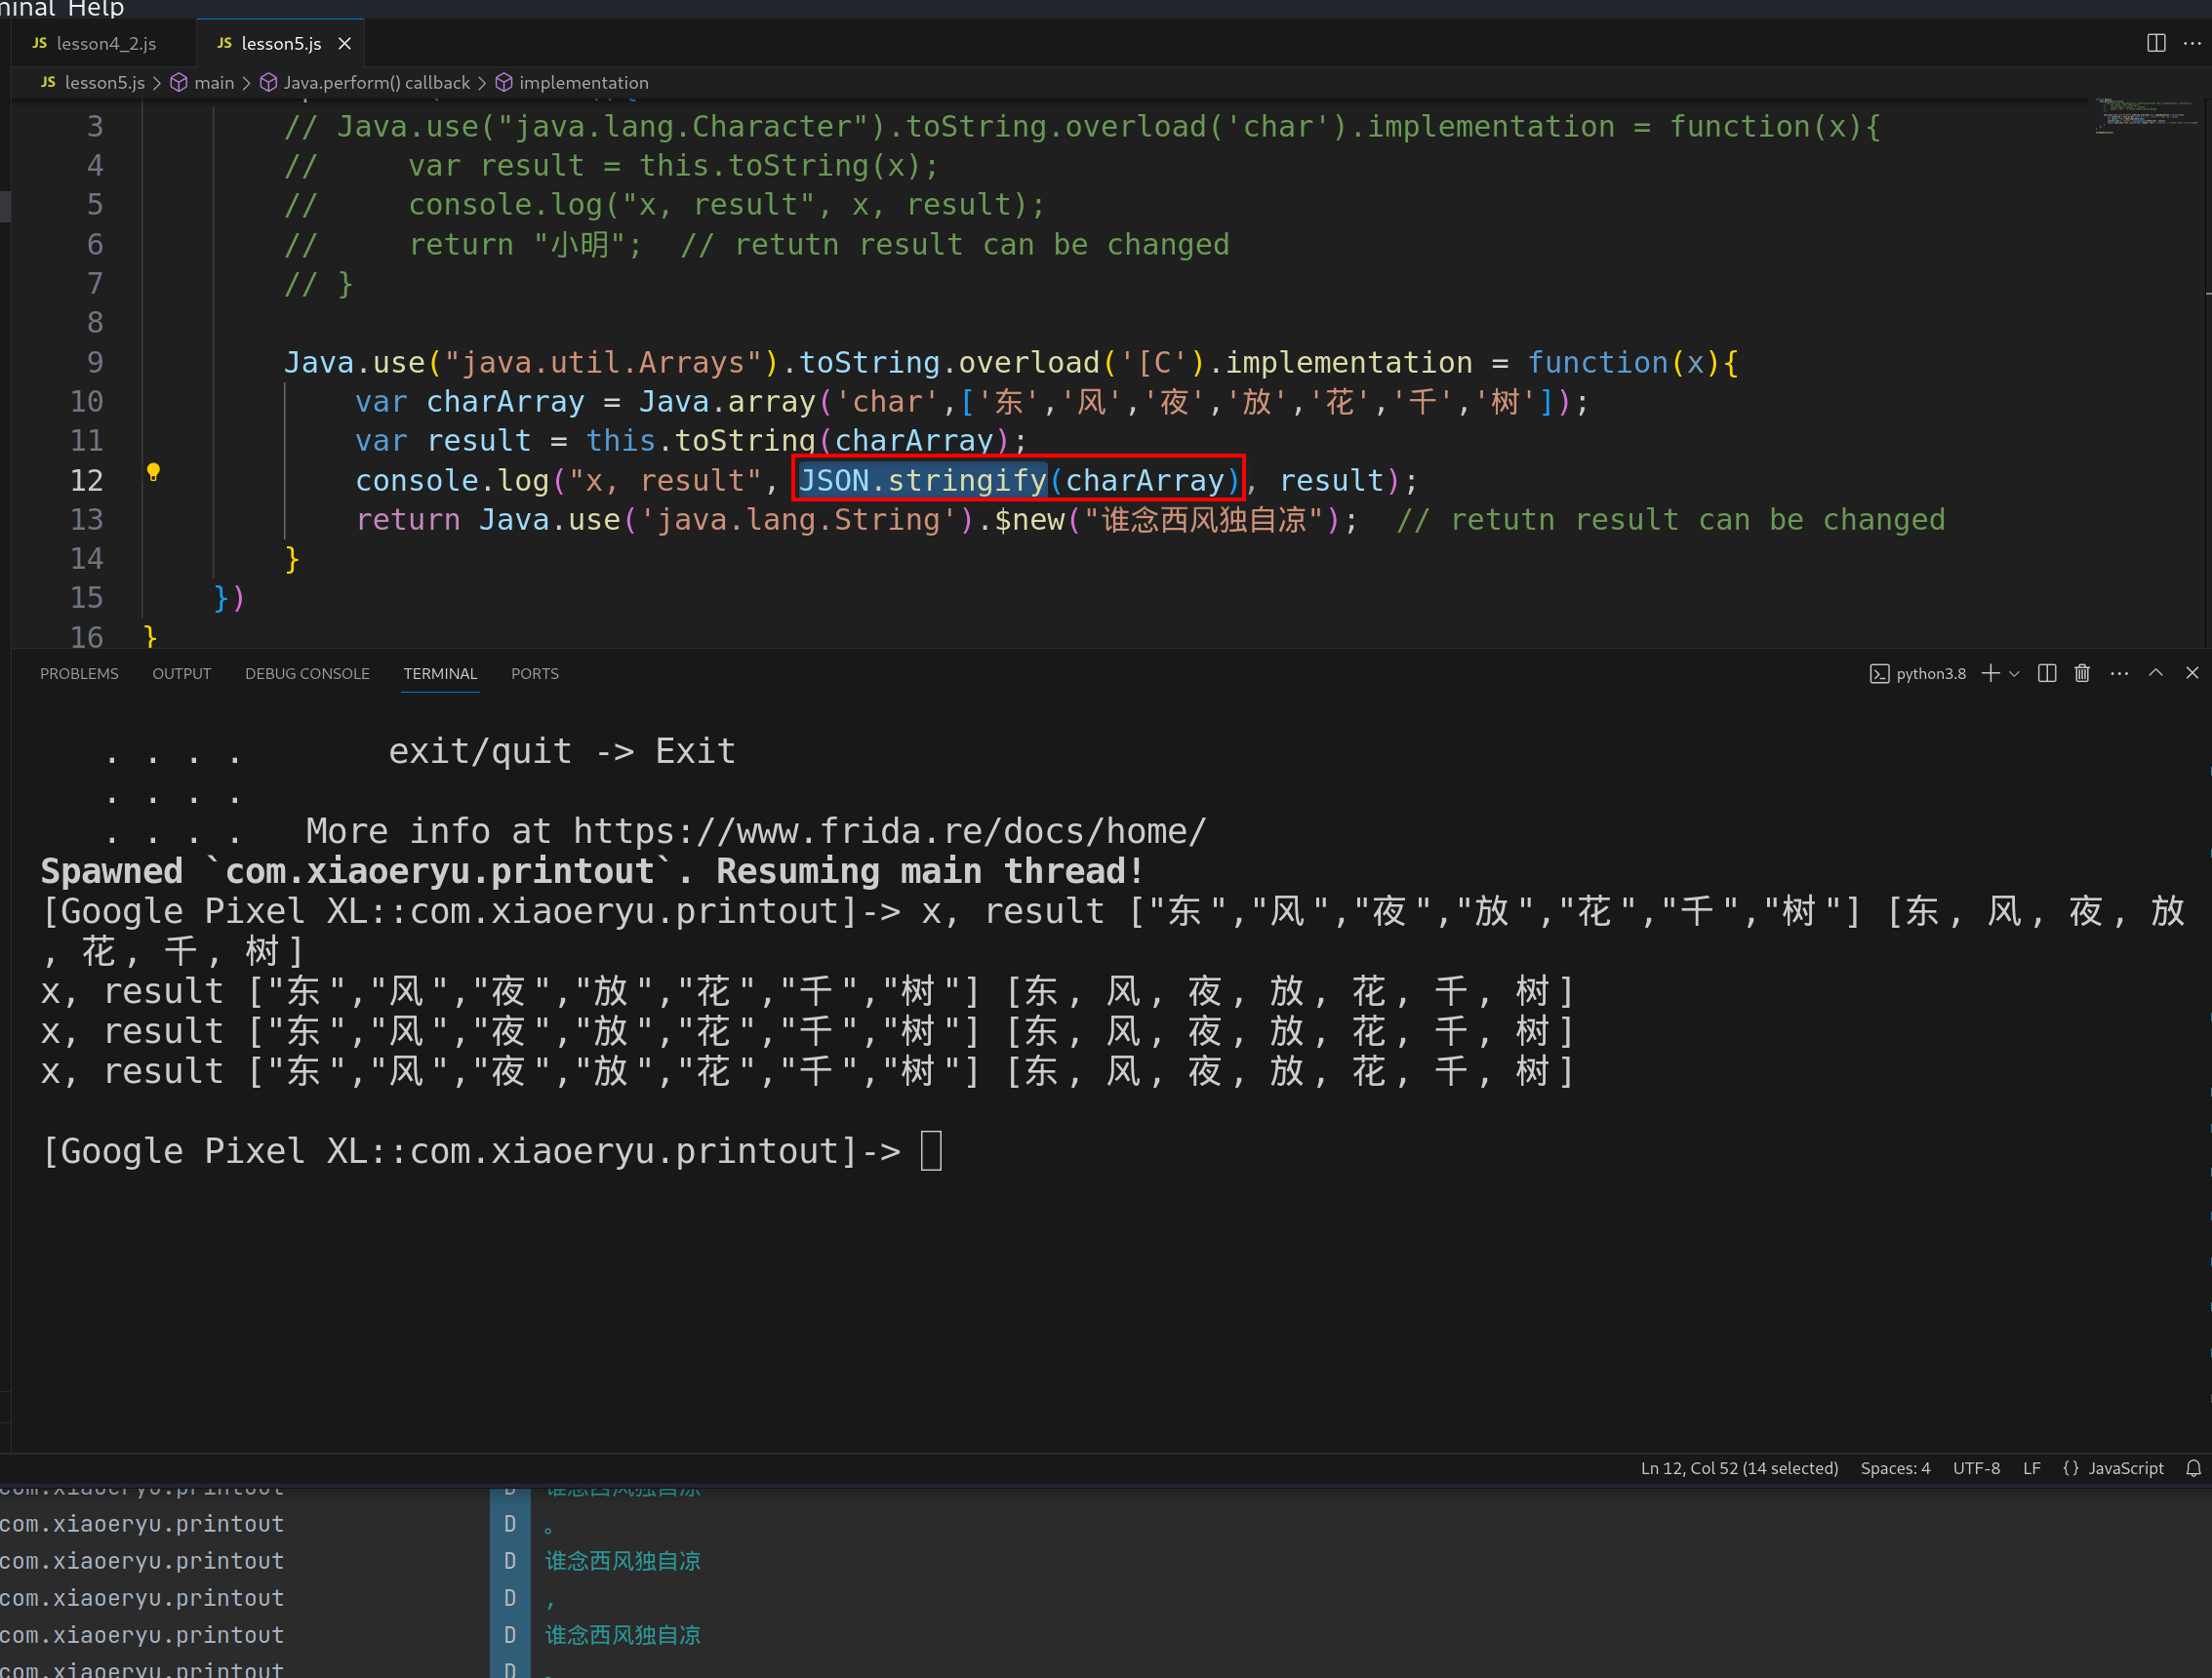 minal Help
JS lesson4_2.js JS lesson5.js
JS lesson5.js > main > Java.perform() callback > implementation
3 // Java.use("java.lang.Character").toString.overload('char').implementation = function(x){
4 //     var result = this.toString(x);
5 //     console.log("x, result", x, result);
6 //     return "小明";  // retutn result can be changed
7 // }
8
9 Java.use("java.util.Arrays").toString.overload('[C').implementation = function(x){
10 var charArray = Java.array('char',['东','风','夜','放','花','千','树']);
11 var result = this.toString(charArray);
12 console.log("x, result", JSON.stringify(charArray), result);
13 return Java.use('java.lang.String').$new("谁念西风独自凉");  // retutn result can be changed
14 }
15 })
16 }
PROBLEMS OUTPUT DEBUG CONSOLE TERMINAL PORTS python3.8
. . . .       exit/quit -> Exit
. . . .
. . . .   More info at https://www.frida.re/docs/home/
Spawned `com.xiaoeryu.printout`. Resuming main thread!
[Google Pixel XL::com.xiaoeryu.printout]-> x, result ["东","风","夜","放","花","千","树"] [东, 风, 夜, 放
, 花, 千, 树]
x, result ["东","风","夜","放","花","千","树"] [东, 风, 夜, 放, 花, 千, 树]
x, result ["东","风","夜","放","花","千","树"] [东, 风, 夜, 放, 花, 千, 树]
x, result ["东","风","夜","放","花","千","树"] [东, 风, 夜, 放, 花, 千, 树]
[Google Pixel XL::com.xiaoeryu.printout]->
Ln 12, Col 52 (14 selected) Spaces: 4 UTF-8 LF {} JavaScript
com.xiaoeryu.printout D 谁念西风独自凉
com.xiaoeryu.printout D 。
com.xiaoeryu.printout D 谁念西风独自凉
com.xiaoeryu.printout D ,
com.xiaoeryu.printout D 谁念西风独自凉
com.xiaoeryu.printout D